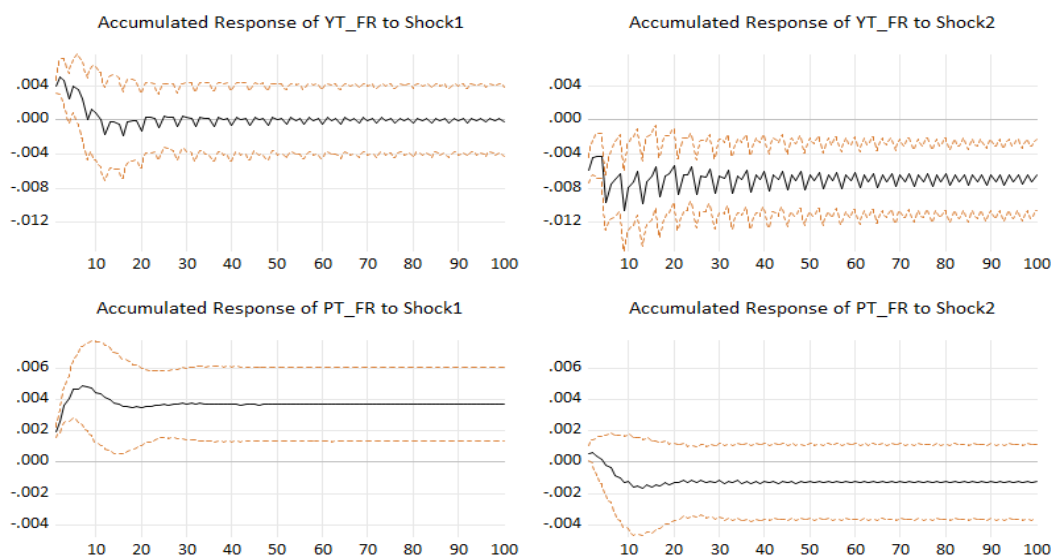 Accumulated Response of YT_FR to Shock1
.004
.000
-.004
-.008
-.012
10 20 30 40 50 60 70 80 90 100
Accumulated Response of YT_FR to Shock2
.004
.000
-.004
-.008
-.012
10 20 30 40 50 60 70 80 90 100
Accumulated Response of PT_FR to Shock1
.006
.004
.002
.000
-.002
-.004
10 20 30 40 50 60 70 80 90 100
Accumulated Response of PT_FR to Shock2
.006
.004
.002
.000
-.002
-.004
10 20 30 40 50 60 70 80 90 100